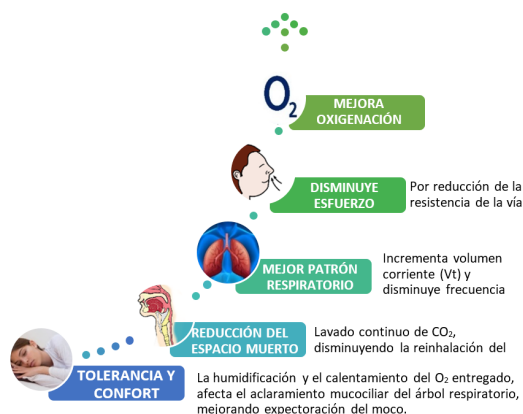 O₂
MEJORA
OXIGENACIÓN
DISMINUYE
ESFUERZO
Por reducción de la
resistencia de la vía
MEJOR PATRÓN
RESPIRATORIO
Incrementa volumen
corriente (Vt) y
disminuye frecuencia
REDUCCIÓN DEL
ESPACIO MUERTO
Lavado continuo de CO₂,
disminuyendo la reinhalación del
TOLERANCIA Y
CONFORT
La humidificación y el calentamiento del O₂ entregado,
afecta el aclaramiento mucociliar del árbol respiratorio,
mejorando expectoración del moco.